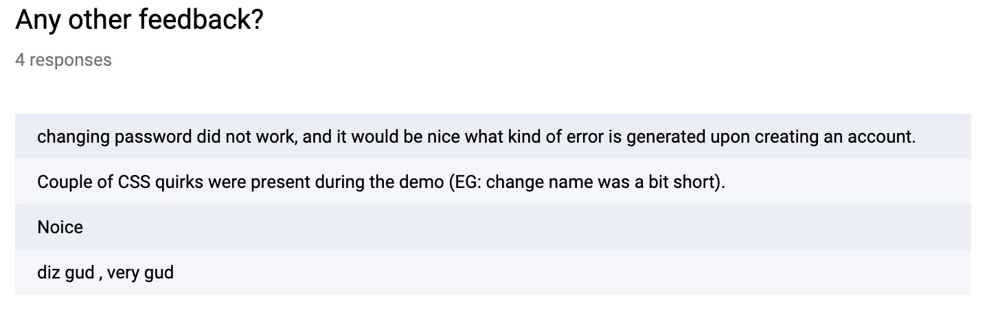 Any other feedback?
4 responses
changing password did not work, and it would be nice what kind of error is generated upon creating an account.
Couple of CSS quirks were present during the demo (EG: change name was a bit short).
Noice
diz gud , very gud